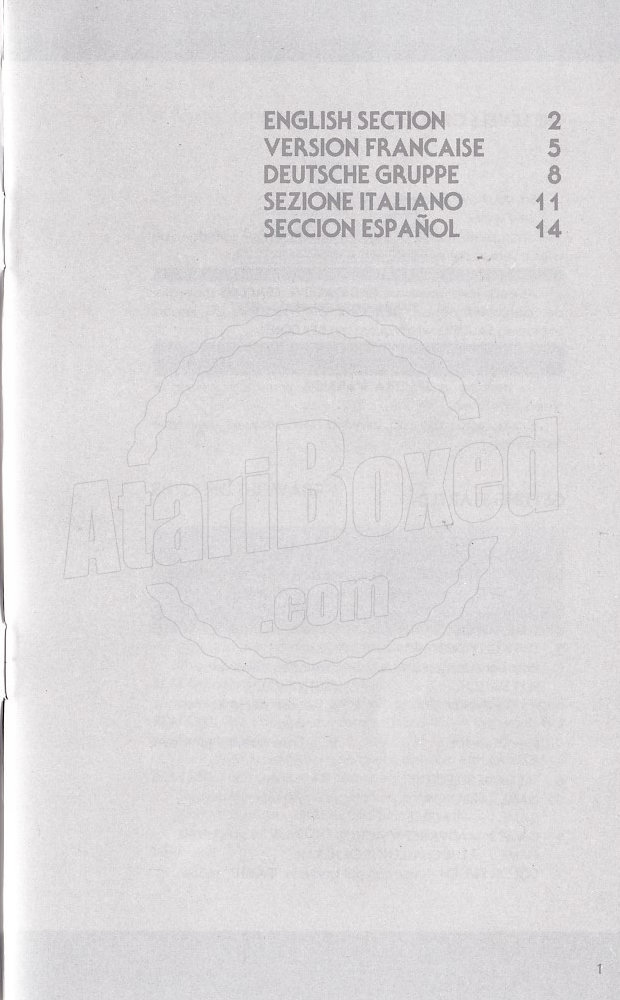 ENGLISH SECTION 2
VERSION FRANCAISE 5
DEUTSCHE GRUPPE 8
SEZIONE ITALIANO 11
SECCION ESPAÑOL 14
AtariBoxed
.com
1